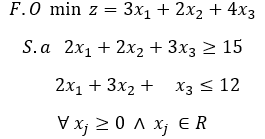 F.O min z = 3x₁ + 2x₂ + 4x₃
S.a 2x₁ + 2x₂ + 3x₃ ≥ 15
2x₁ + 3x₂ + x₃ ≤ 12
∀ xⱼ ≥ 0 ∧ xⱼ ∈ R